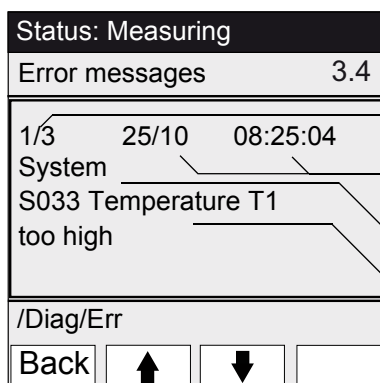 Status: Measuring
Error messages 3.4
1/3 25/10 08:25:04
System
S033 Temperature T1
too high
/Diag/Err
Back